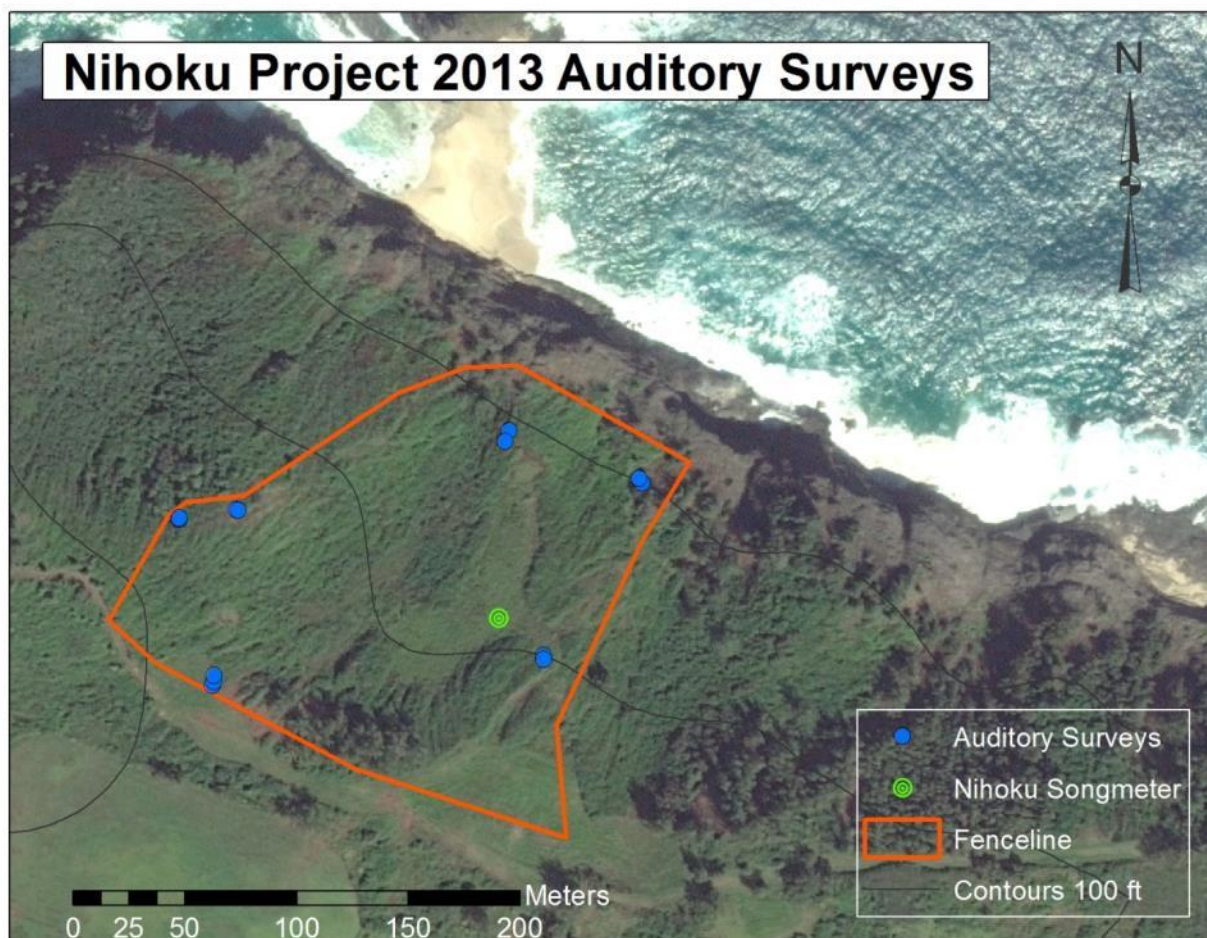 Nihoku Project 2013 Auditory Surveys
N
Auditory Surveys
Nihoku Songmeter
Fenceline
Contours 100 ft
Meters
0 25 50 100 150 200